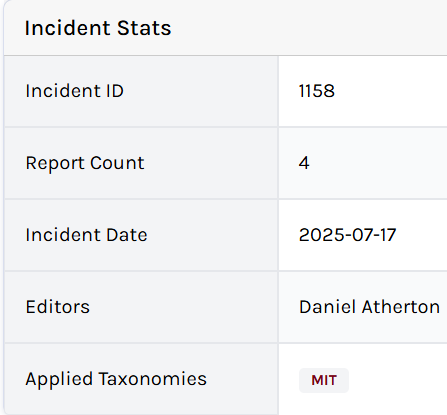 Incident Stats
Incident ID 1158
Report Count 4
Incident Date 2025-07-17
Editors Daniel Atherton
Applied Taxonomies MIT